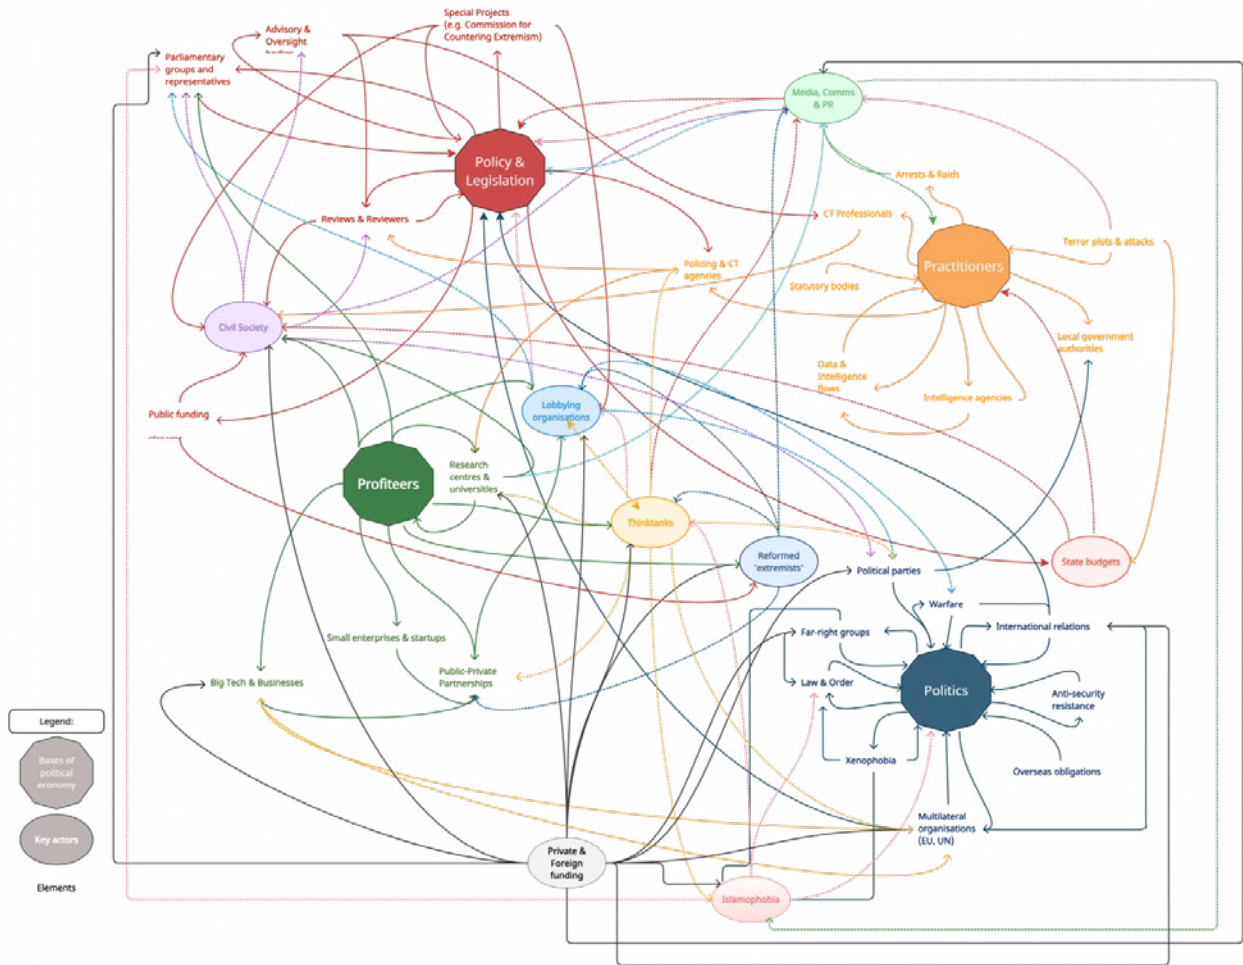 Special Projects
(e.g. Commission for
Countering Extremism)
Advisory &
Oversight
bodies
Parliamentary
groups and
representatives
Media, Comms
& PR
Policy &
Legislation
Arrests & Raids
CT Professionals
Reviews & Reviewers
Terror plots & attacks
Policing & CT
agencies
Practitioners
Statutory bodies
Civil Society
Local government
authorities
Data &
Intelligence
flows
Intelligence agencies
Lobbying
organisations
Public funding
Profiteers
Research
centres &
universities
Thinktanks
Reformed
'extremists'
Political parties
State budgets
Warfare
International relations
Far-right groups
Small enterprises & startups
Public-Private
Partnerships
Big Tech & Businesses
Law & Order
Politics
Anti-security
resistance
Legend:
Bases of
political
economy
Xenophobia
Overseas obligations
Key actors
Multilateral
organisations
(EU, UN)
Private &
Foreign
funding
Elements
Islamophobia